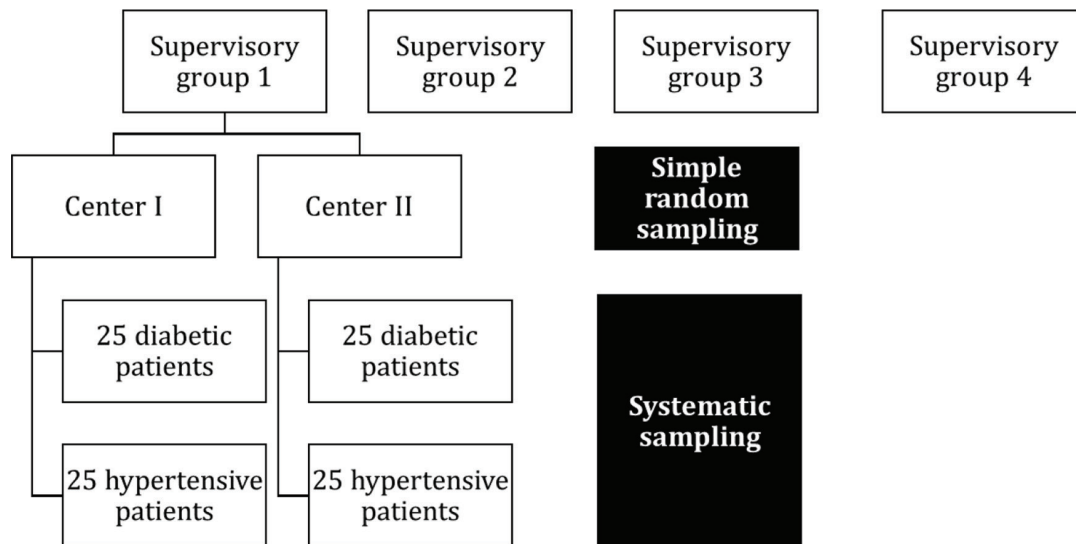 Supervisory
group 1
Supervisory
group 2
Supervisory
group 3
Supervisory
group 4
Center I
Center II
Simple
random
sampling
25 diabetic
patients
25 diabetic
patients
Systematic
sampling
25 hypertensive
patients
25 hypertensive
patients